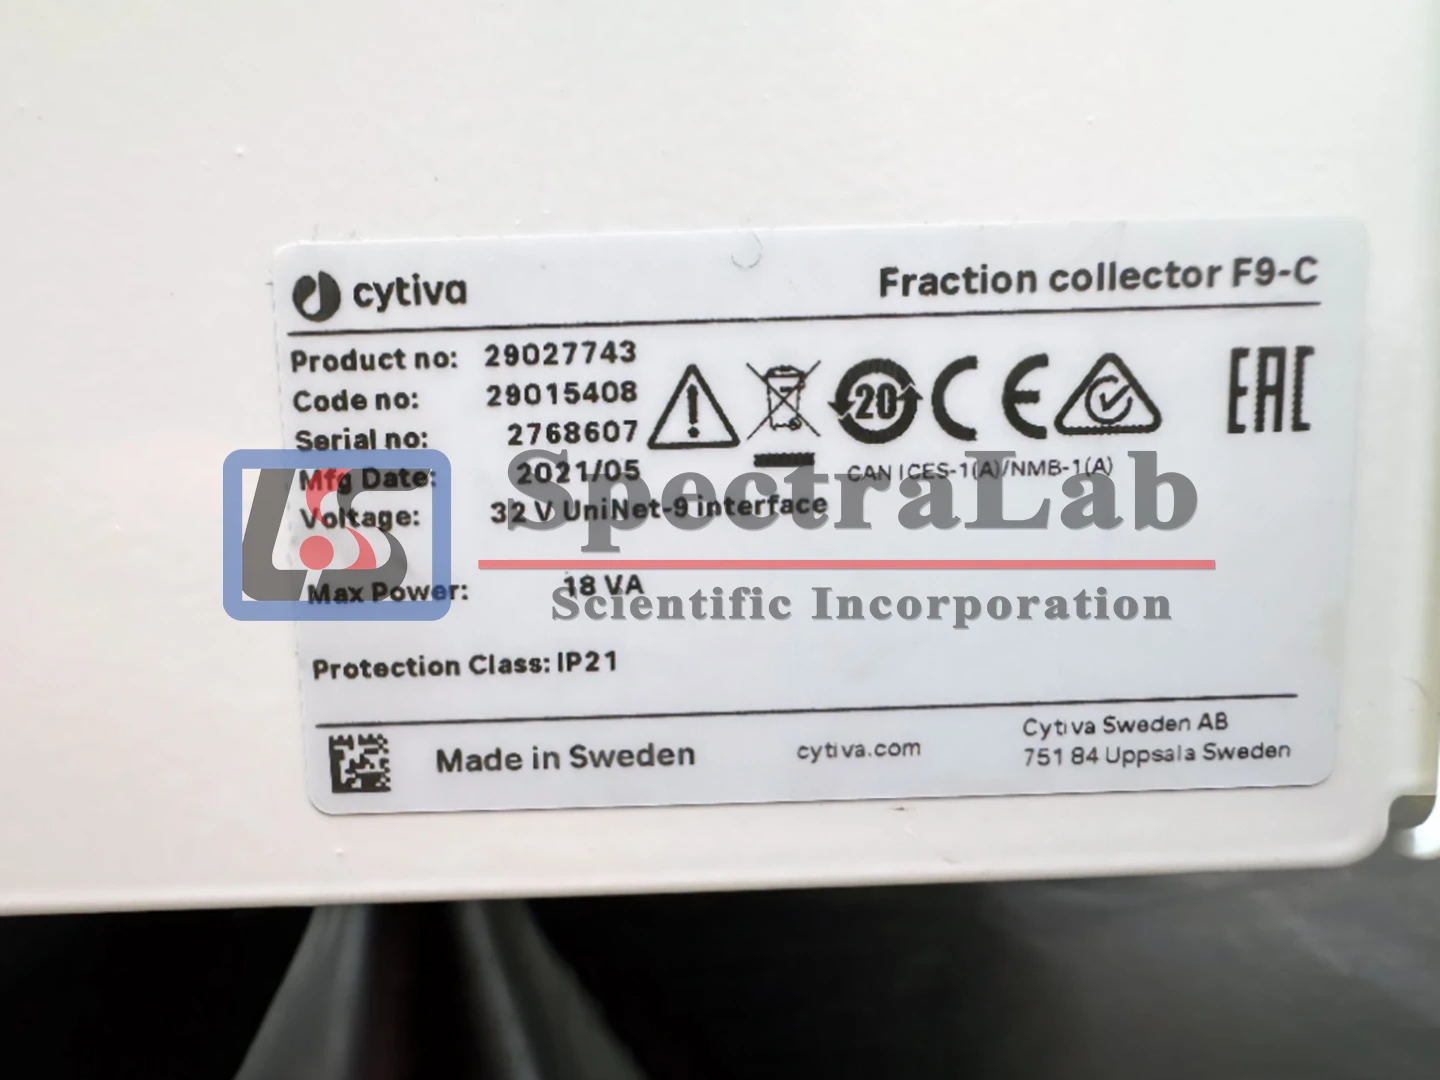 cytiva
Fraction collector F9-C
Product no: 29027743
Code no: 29015408
Serial no: 2768607
Mfg Date: 2021/05
Voltage: 32 V UniNet-9 interface
Max Power: 18 VA
Protection Class: IP21
20
CE
EAC
CAN ICES-1(A)/NMB-1(A)
LSS
SpectraLab
Scientific Incorporation
Made in Sweden
cytiva.com
Cytiva Sweden AB
751 84 Uppsala Sweden